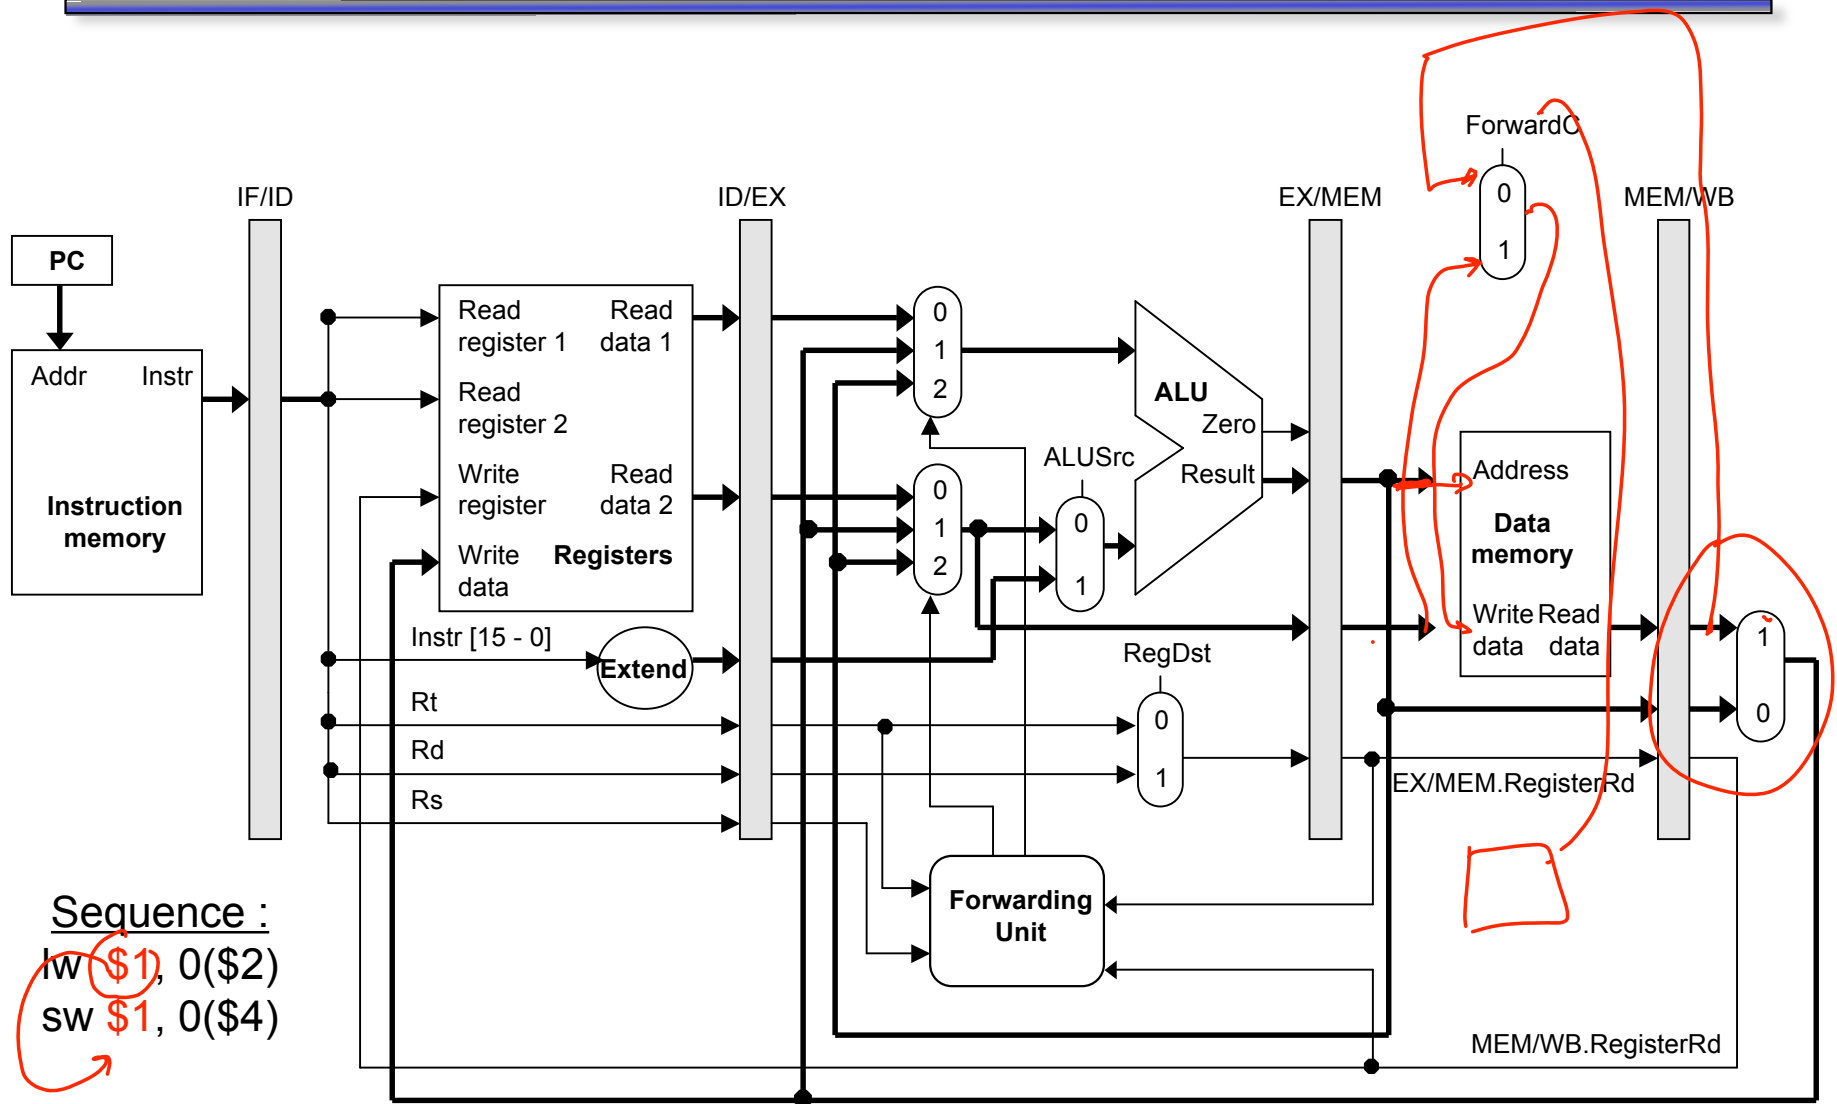 ForwardC
0
1
IF/ID
ID/EX
EX/MEM
MEM/WB
PC
Addr Instr
Instruction
memory
Read
register 1
Read
data 1
Read
register 2
Write
register
Read
data 2
Write
data
Registers
0
1
2
0
1
2
ALUSrc
0
1
ALU
Zero
Result
Address
Data
memory
Write
data
Read
data
1
0
Instr [15 - 0]
Extend
RegDst
0
1
Rt
Rd
Rs
EX/MEM.RegisterRd
Forwarding
Unit
MEM/WB.RegisterRd
Sequence :
lw $1, 0($2)
sw $1, 0($4)